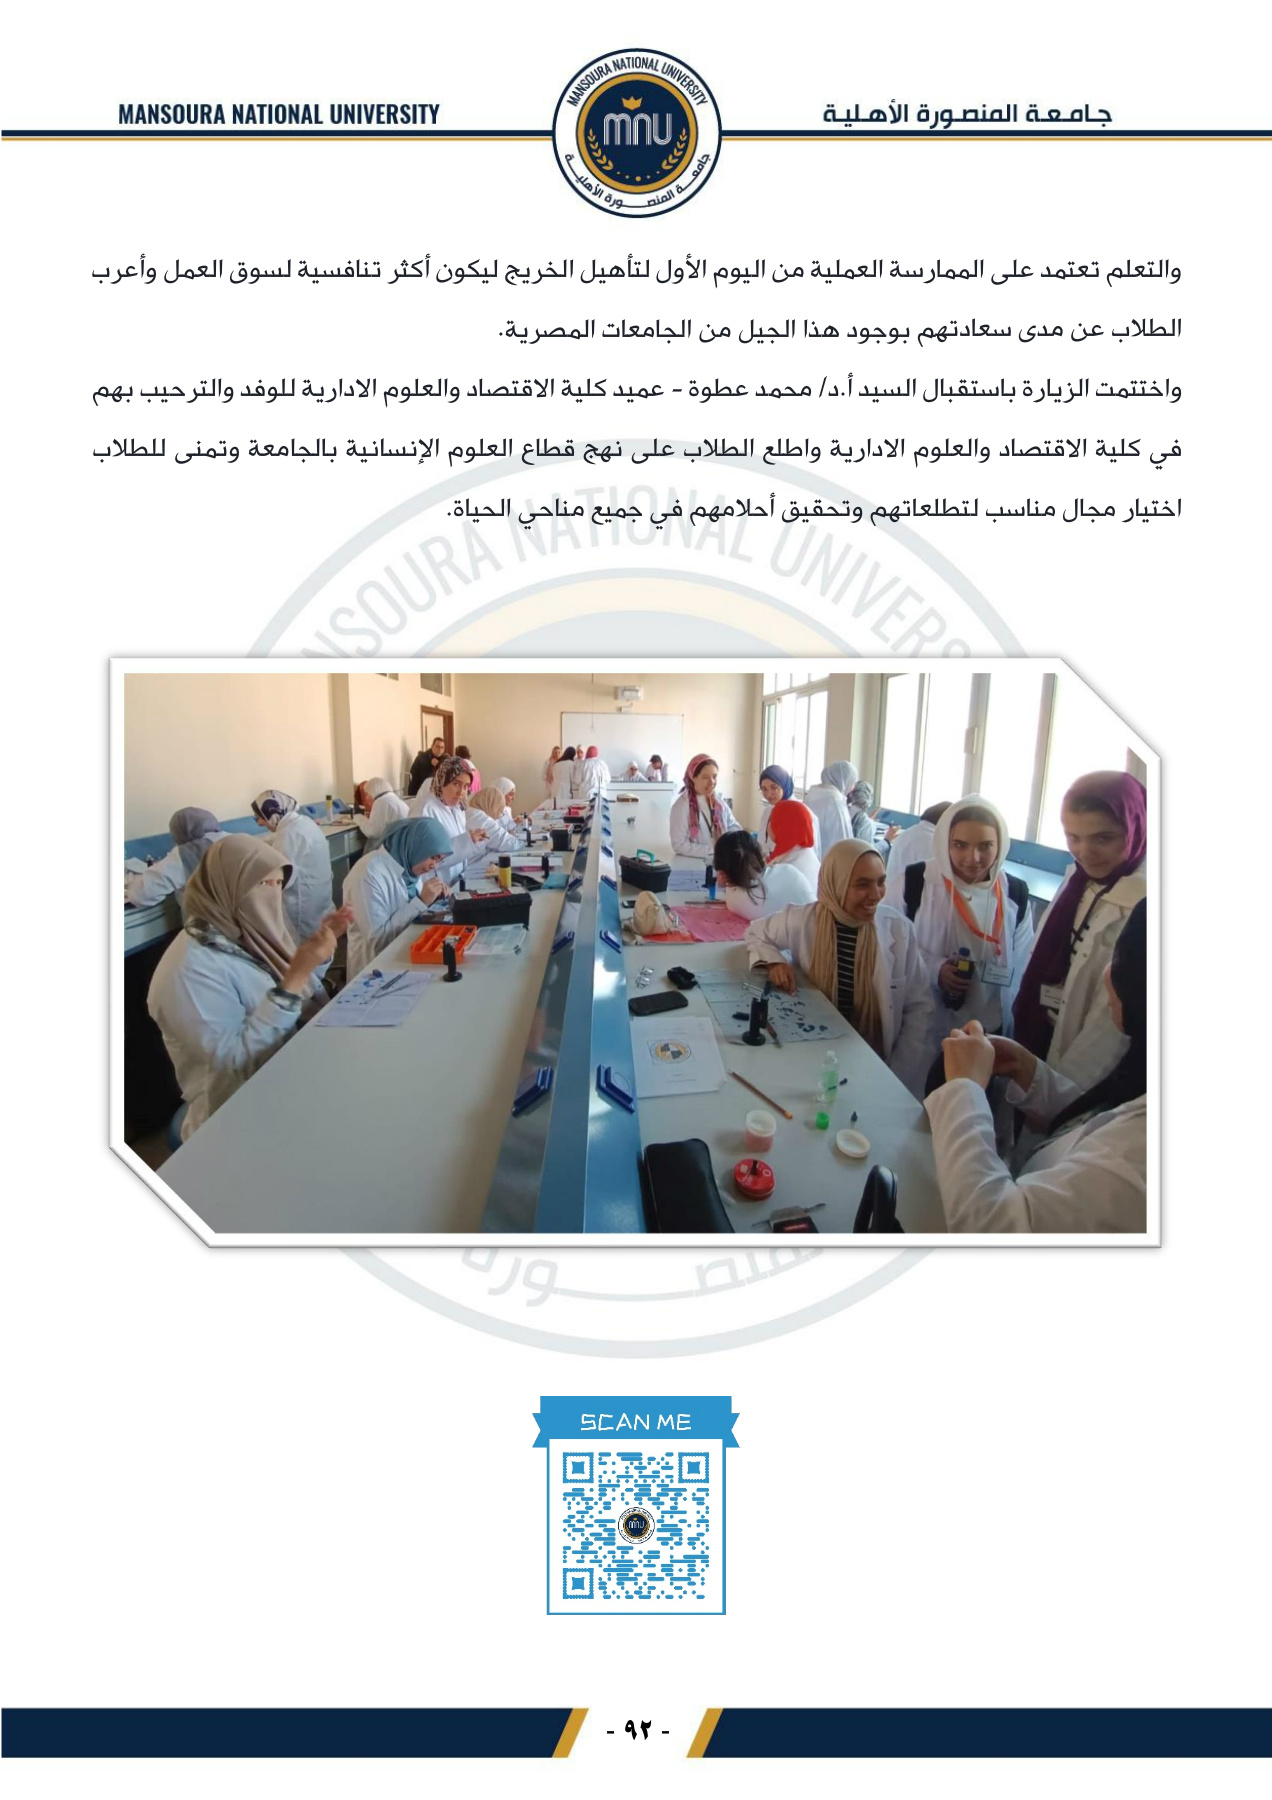 MANSOURA NATIONAL UNIVERSITY
جامعة المنصورة الأهلية
MANSOURA NATIONAL UNIVERSITY
mnu
جامعة المنصورة الأهلية
والتعلم تعتمد على الممارسة العملية من اليوم الأول لتأهيل الخريج ليكون أكثر تنافسية لسوق العمل وأعرب
الطلاب عن مدى سعادتهم بوجود هذا الجيل من الجامعات المصرية.
واختتمت الزيارة باستقبال السيد أ.د/ محمد عطوة - عميد كلية الاقتصاد والعلوم الادارية للوفد والترحيب بهم
في كلية الاقتصاد والعلوم الادارية واطلع الطلاب على نهج قطاع العلوم الإنسانية بالجامعة وتمنى للطلاب
اختيار مجال مناسب لتطلعاتهم وتحقيق أحلامهم في جميع مناحي الحياة.
SCAN ME
- ٩٢ -